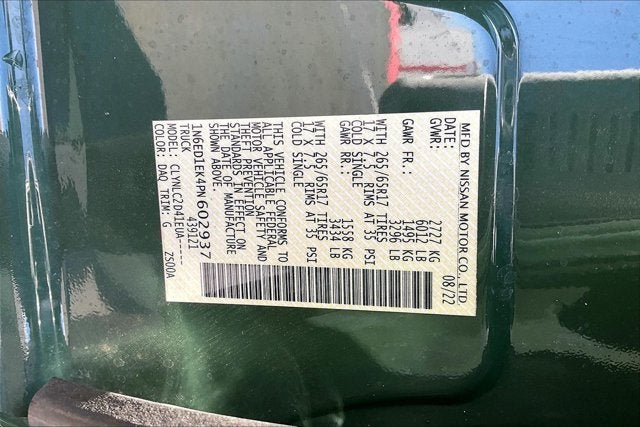 MFD BY NISSAN MOTOR CO., LTD.
DATE: 08/22
GVWR: 2727 KG
6012 LB
GAWR FR.: 1495 KG
3296 LB
WITH 265/65R17 TIRES
17 X 7.5 RIMS AT 35 PSI
COLD SINGLE
GAWR RR.: 1558 KG
3434 LB
WITH 265/65R17 TIRES
17 X 7.5 RIMS AT 35 PSI
COLD SINGLE
THIS VEHICLE CONFORMS TO
ALL APPLICABLE FEDERAL
MOTOR VEHICLE SAFETY AND
THEFT PREVENTION
STANDARDS IN EFFECT ON
THE DATE OF MANUFACTURE
SHOWN ABOVE.
1N6ED1EK4PN602937
TRUCK 439121
MODEL: CLYNLC2D41EUA-----
COLOR: DAQ TRIM: G Z500A